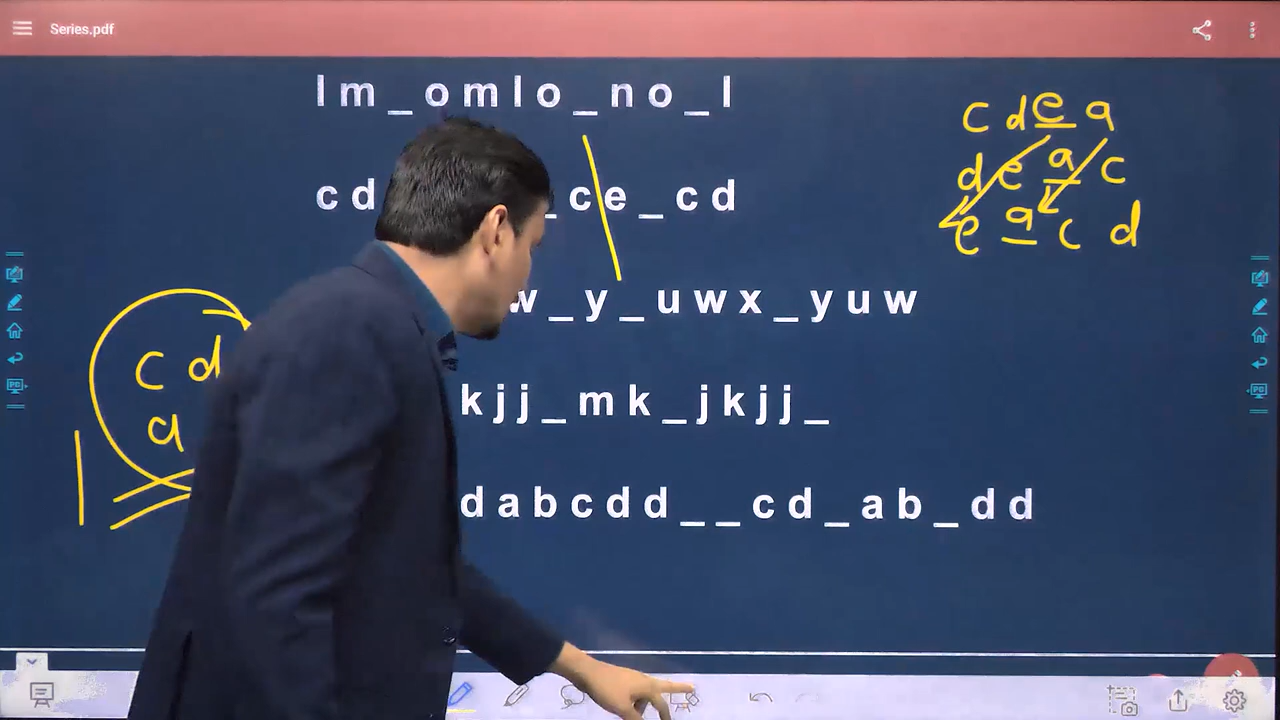 Series.pdf
l m _ o m l o _ n o _ l
c d _ c e _ c d
w _ y _ u w x _ y u w
k j j _ m k _ j k j j _
d a b c d d _ _ c d _ a b _ d d
c d e a
d e a c
e a c d
c d
a